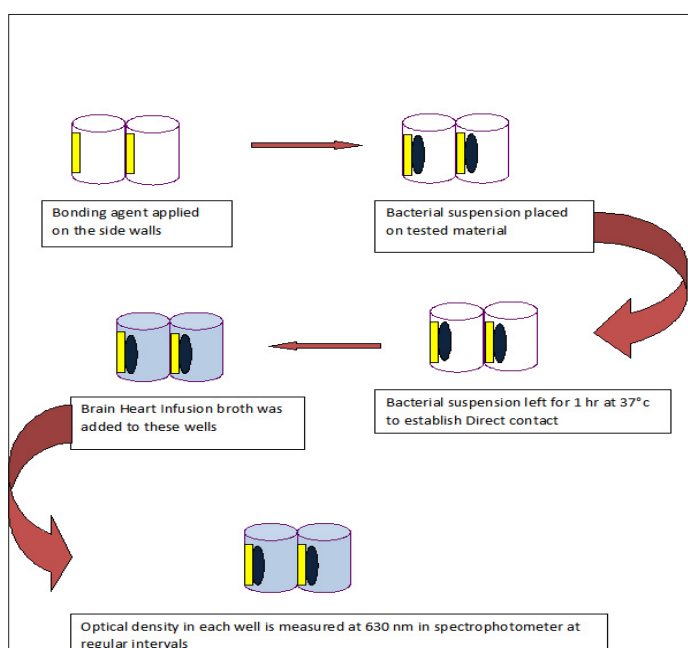 Bonding agent applied
on the side walls
Bacterial suspension placed
on tested material
Bacterial suspension left for 1 hr at 37°c
to establish Direct contact
Brain Heart Infusion broth was
added to these wells
Optical density in each well is measured at 630 nm in spectrophotometer at
regular intervals